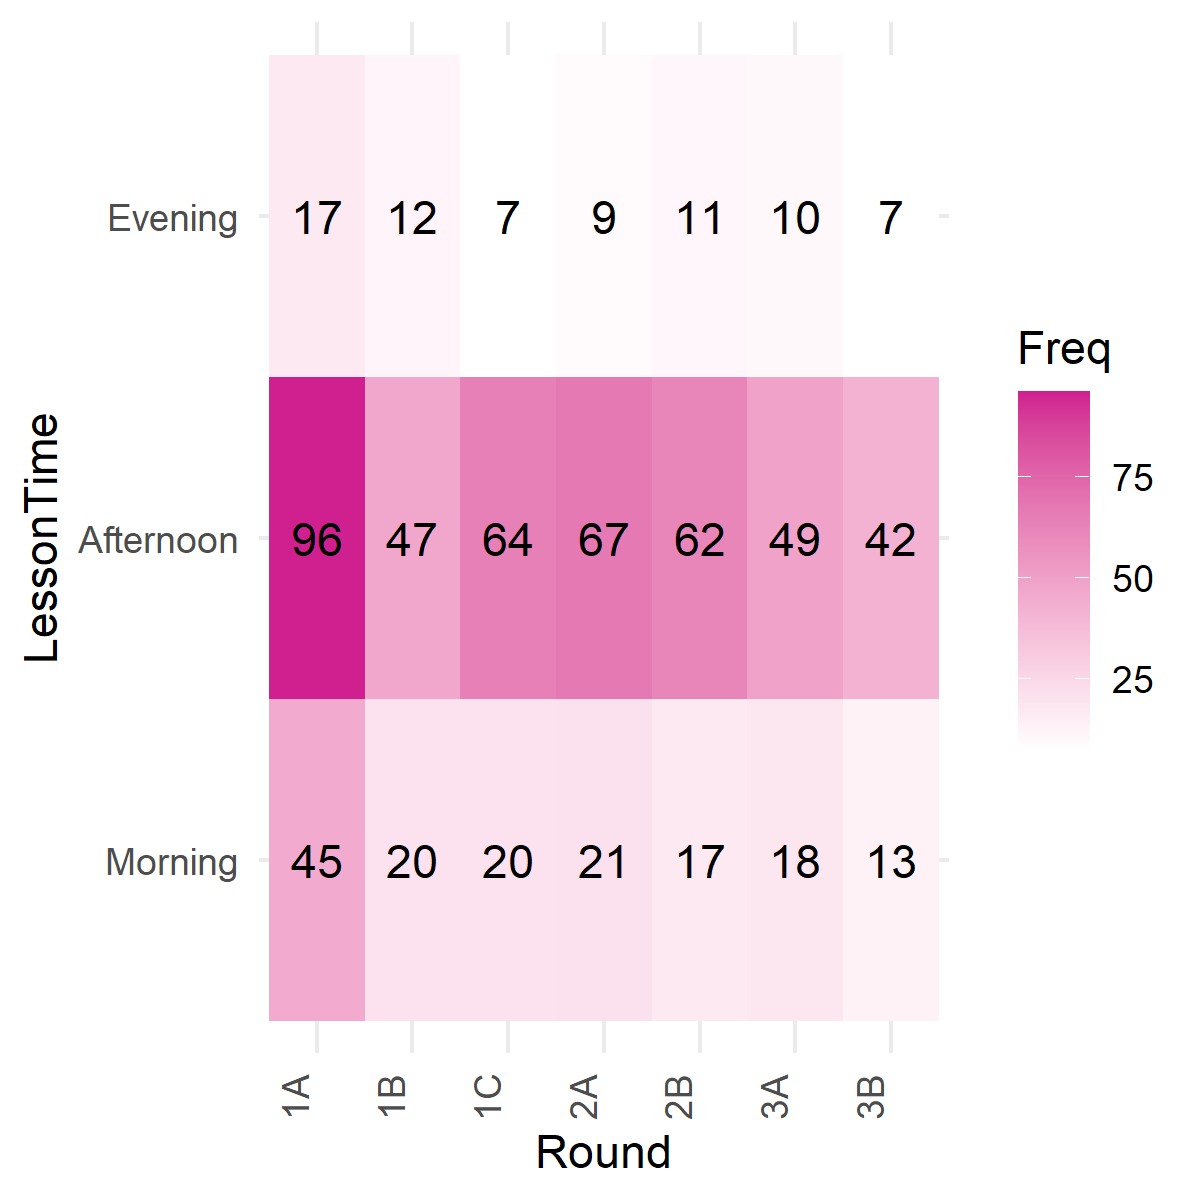 Evening
17 12 7 9 11 10 7
Afternoon
96 47 64 67 62 49 42
Morning
45 20 20 21 17 18 13
1A 1B 1C 2A 2B 3A 3B
Round
LessonTime
Freq
75
50
25